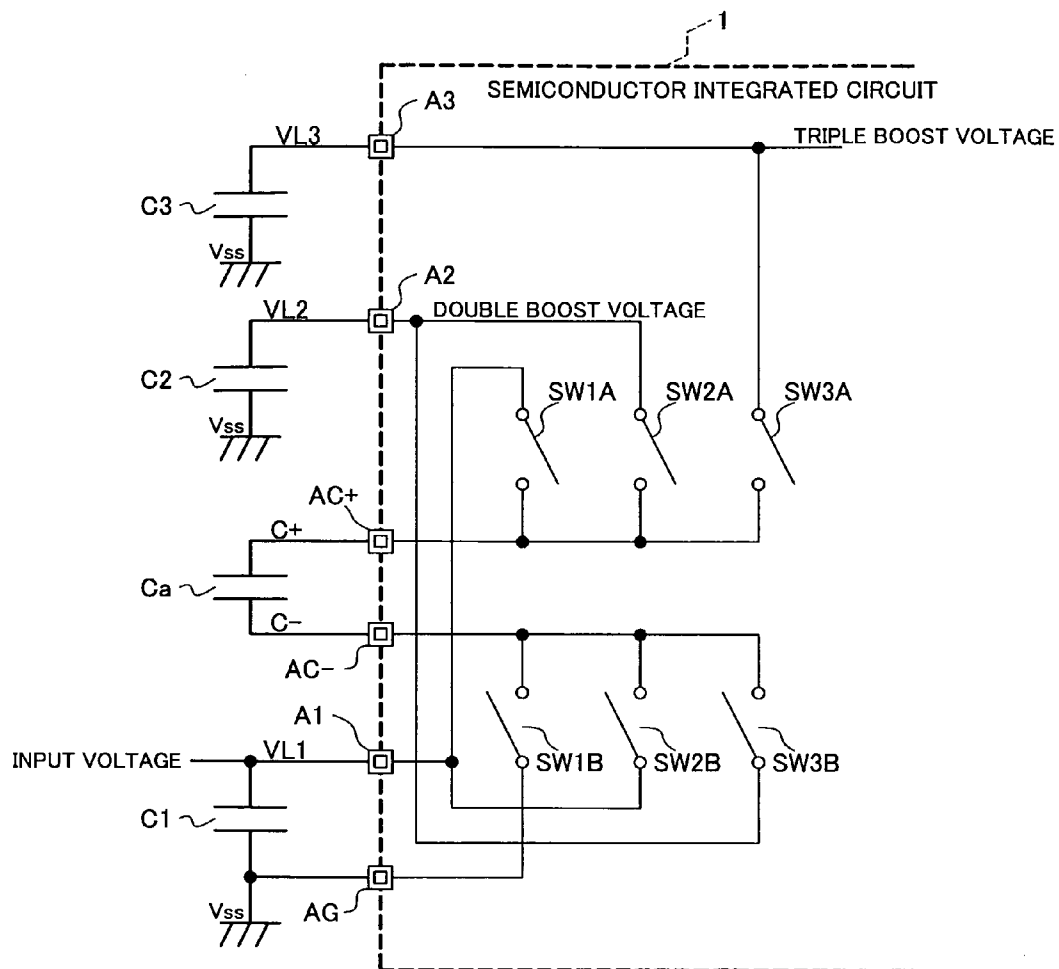 1
SEMICONDUCTOR INTEGRATED CIRCUIT
A3
VL3
TRIPLE BOOST VOLTAGE
C3
Vss
A2
VL2
DOUBLE BOOST VOLTAGE
C2
SW1A
SW2A
SW3A
Vss
AC+
C+
Ca
C-
AC-
A1
INPUT VOLTAGE
VL1
SW1B
SW2B
SW3B
C1
Vss
AG